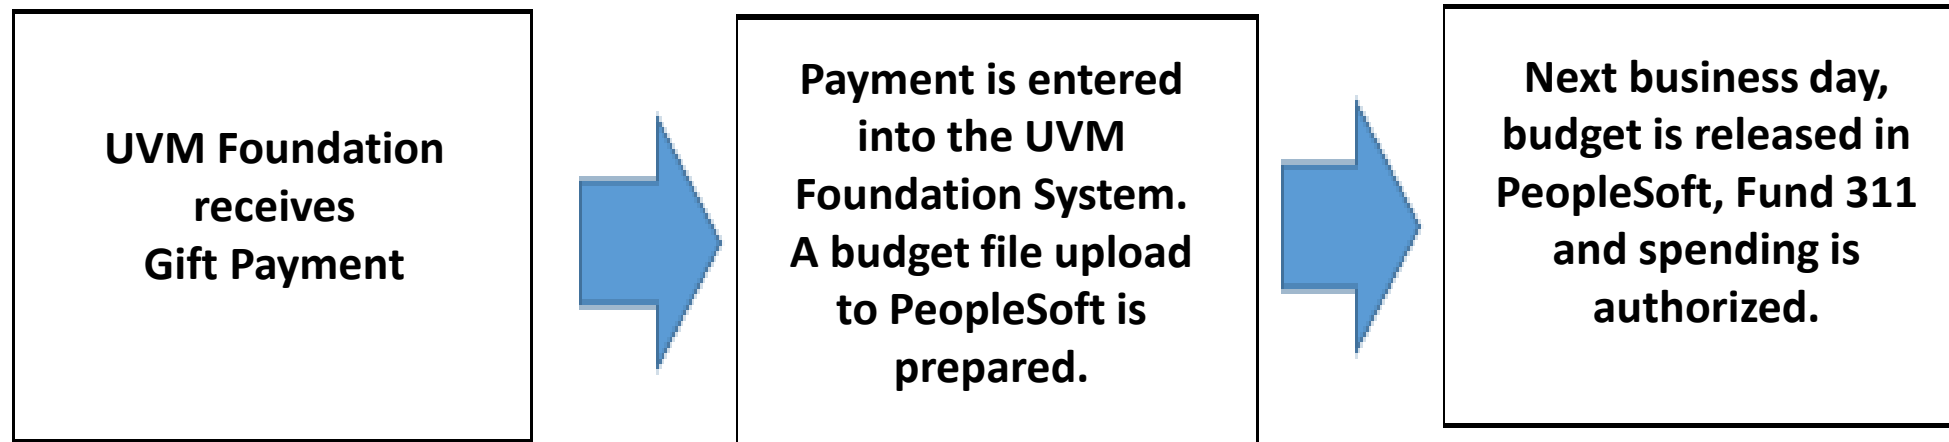 UVM Foundation
receives
Gift Payment
Payment is entered
into the UVM
Foundation System.
A budget file upload
to PeopleSoft is
prepared.
Next business day,
budget is released in
PeopleSoft, Fund 311
and spending is
authorized.